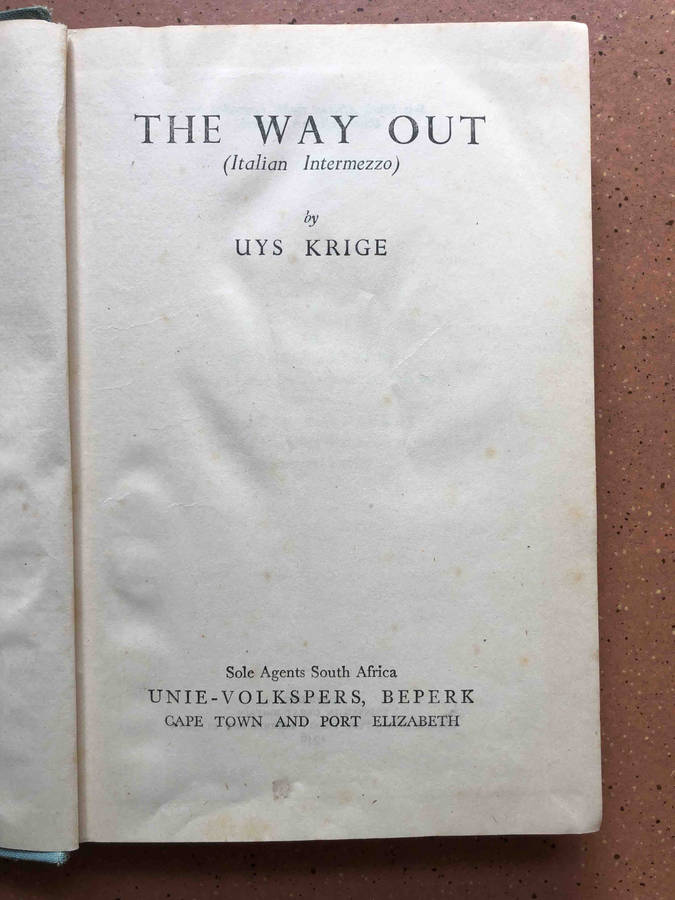 THE WAY OUT
(Italian Intermezzo)
by
UYS KRIGE
Sole Agents South Africa
UNIE-VOLKSPERS, BEPERK
CAPE TOWN AND PORT ELIZABETH